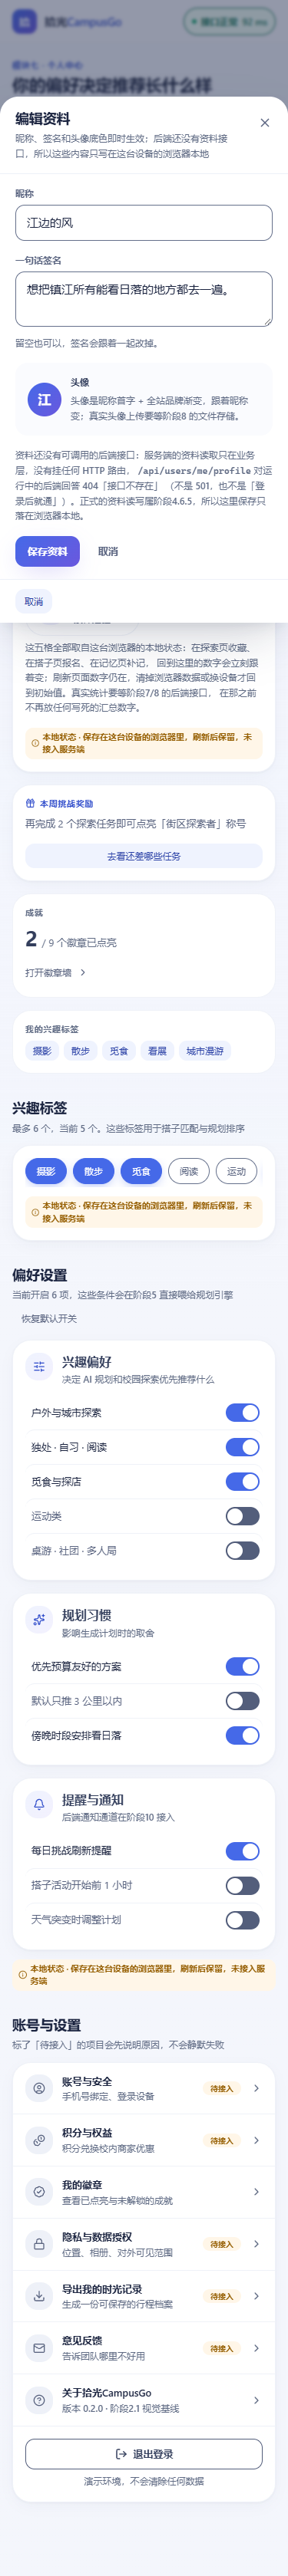 拾光CampusGo
接口正常 92 ms
模块七 · 个人中心
你的偏好决定推荐长什么样
编辑资料
昵称、签名和头像底色即时生效；后端还没有资料接
口，所以这些内容只写在这台设备的浏览器本地
昵称
江边的风
一句话签名
想把镇江所有能看日落的地方都去一遍。
留空也可以，签名会跟着一起改掉。
江
头像
头像是昵称首字 + 全站品牌渐变，跟着昵称
变；真实头像上传要等阶段8 的文件存储。
资料还没有可调用的后端接口：服务端的资料读取只在业务
层，没有挂任何 HTTP 路由， /api/users/me/profile 对运
行中的后端回答 404「接口不存在」（不是 501，也不是「登
录后就通」）。正式的资料读写属阶段4.6.5，所以这里保存只
落在浏览器本地。
保存资料
取消
取消
这五格全部取自这台浏览器的本地状态：在探索页收藏、
在搭子页报名、在记忆页补记， 回到这里的数字会立刻跟
着变；刷新页面数字仍在，清掉浏览器数据或换设备才回
到初始值。真实统计要等阶段7/8 的后端接口， 在那之前
不再放任何写死的汇总数字。
本地状态 · 保存在这台设备的浏览器里，刷新后保留，未
接入服务端
本周挑战奖励
再完成 2 个探索任务即可点亮「街区探索者」称号
去看还差哪些任务
成就
2 / 9 个徽章已点亮
打开徽章墙
我的兴趣标签
摄影
散步
觅食
看展
城市漫游
兴趣标签
最多 6 个，当前 5 个。这些标签用于搭子匹配与规划排序
摄影
散步
觅食
阅读
运动
本地状态 · 保存在这台设备的浏览器里，刷新后保留，未
接入服务端
偏好设置
当前开启 6 项，这些条件会在阶段5 直接喂给规划引擎
恢复默认开关
兴趣偏好
决定 AI 规划和校园探索优先推荐什么
户外与城市探索
独处 · 自习 · 阅读
觅食与探店
运动类
桌游 · 社团 · 多人局
规划习惯
影响生成计划时的取舍
优先预算友好的方案
默认只推 3 公里以内
傍晚时段安排看日落
提醒与通知
后端通知通道在阶段10 接入
每日挑战刷新提醒
搭子活动开始前 1 小时
天气突变时调整计划
本地状态 · 保存在这台设备的浏览器里，刷新后保留，未接入服
务端
账号与设置
标了「待接入」的项目会先说明原因，不会静默失败
账号与安全
手机号绑定、登录设备
待接入
积分与权益
积分兑换校内商家优惠
待接入
我的徽章
查看已点亮与未解锁的成就
隐私与数据授权
位置、相册、对外可见范围
待接入
导出我的时光记录
生成一份可保存的行程档案
待接入
意见反馈
告诉团队哪里不好用
待接入
关于拾光CampusGo
版本 0.2.0 · 阶段2.1 视觉基线
退出登录
演示环境，不会清除任何数据